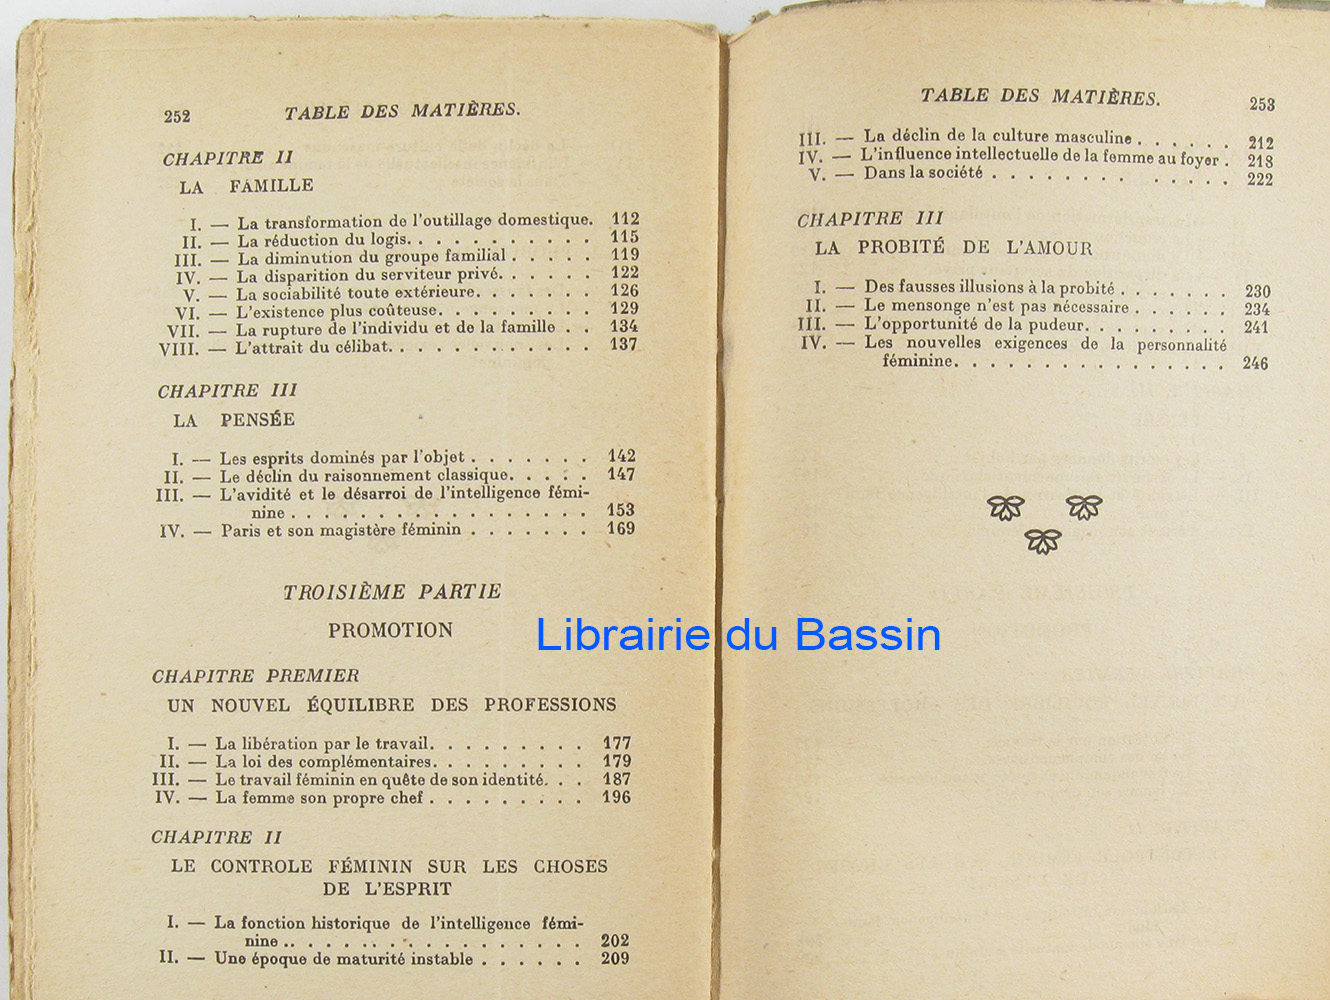 252 TABLE DES MATIÈRES.
CHAPITRE II
LA FAMILLE
I. — La transformation de l'outillage domestique. 112
II. — La réduction du logis. . . . . . . . . . . 115
III. — La diminution du groupe familial . . . . . 119
IV. — La disparition du serviteur privé. . . . . . 122
V. — La sociabilité toute extérieure. . . . . . . 126
VI. — L'existence plus coûteuse. . . . . . . . . 129
VII. — La rupture de l'individu et de la famille . . 134
VIII. — L'attrait du célibat. . . . . . . . . . . . 137
CHAPITRE III
LA PENSÉE
I. — Les esprits dominés par l'objet . . . . . . . 142
II. — Le déclin du raisonnement classique. . . . . 147
III. — L'avidité et le désarroi de l'intelligence fémi-
nine . . . . . . . . . . . . . . . . . 153
IV. — Paris et son magistère féminin . . . . . . . 169
TROISIÈME PARTIE
PROMOTION
CHAPITRE PREMIER
UN NOUVEL ÉQUILIBRE DES PROFESSIONS
I. — La libération par le travail. . . . . . . . . 177
II. — La loi des complémentaires. . . . . . . . . 179
III. — Le travail féminin en quête de son identité. . . 187
IV. — La femme son propre chef . . . . . . . . . 196
CHAPITRE II
LE CONTROLE FÉMININ SUR LES CHOSES
DE L'ESPRIT
I. — La fonction historique de l'intelligence fémi-
nine .. . . . . .. . . . . . . . . . . . 202
II. — Une époque de maturité instable . . . . . . 209
TABLE DES MATIÈRES. 253
III. — La déclin de la culture masculine . . . . . . 212
IV. — L'influence intellectuelle de la femme au foyer . 218
V. — Dans la société . . . . . . . . . . . . . 222
CHAPITRE III
LA PROBITÉ DE L'AMOUR
I. — Des fausses illusions à la probité . . . . . . . 230
II. — Le mensonge n'est pas nécessaire . . . . . . 234
III. — L'opportunité de la pudeur. . . . . . . . . 241
IV. — Les nouvelles exigences de la personnalité
féminine. . . . . . . . . . . . . . . . 246
Librairie du Bassin